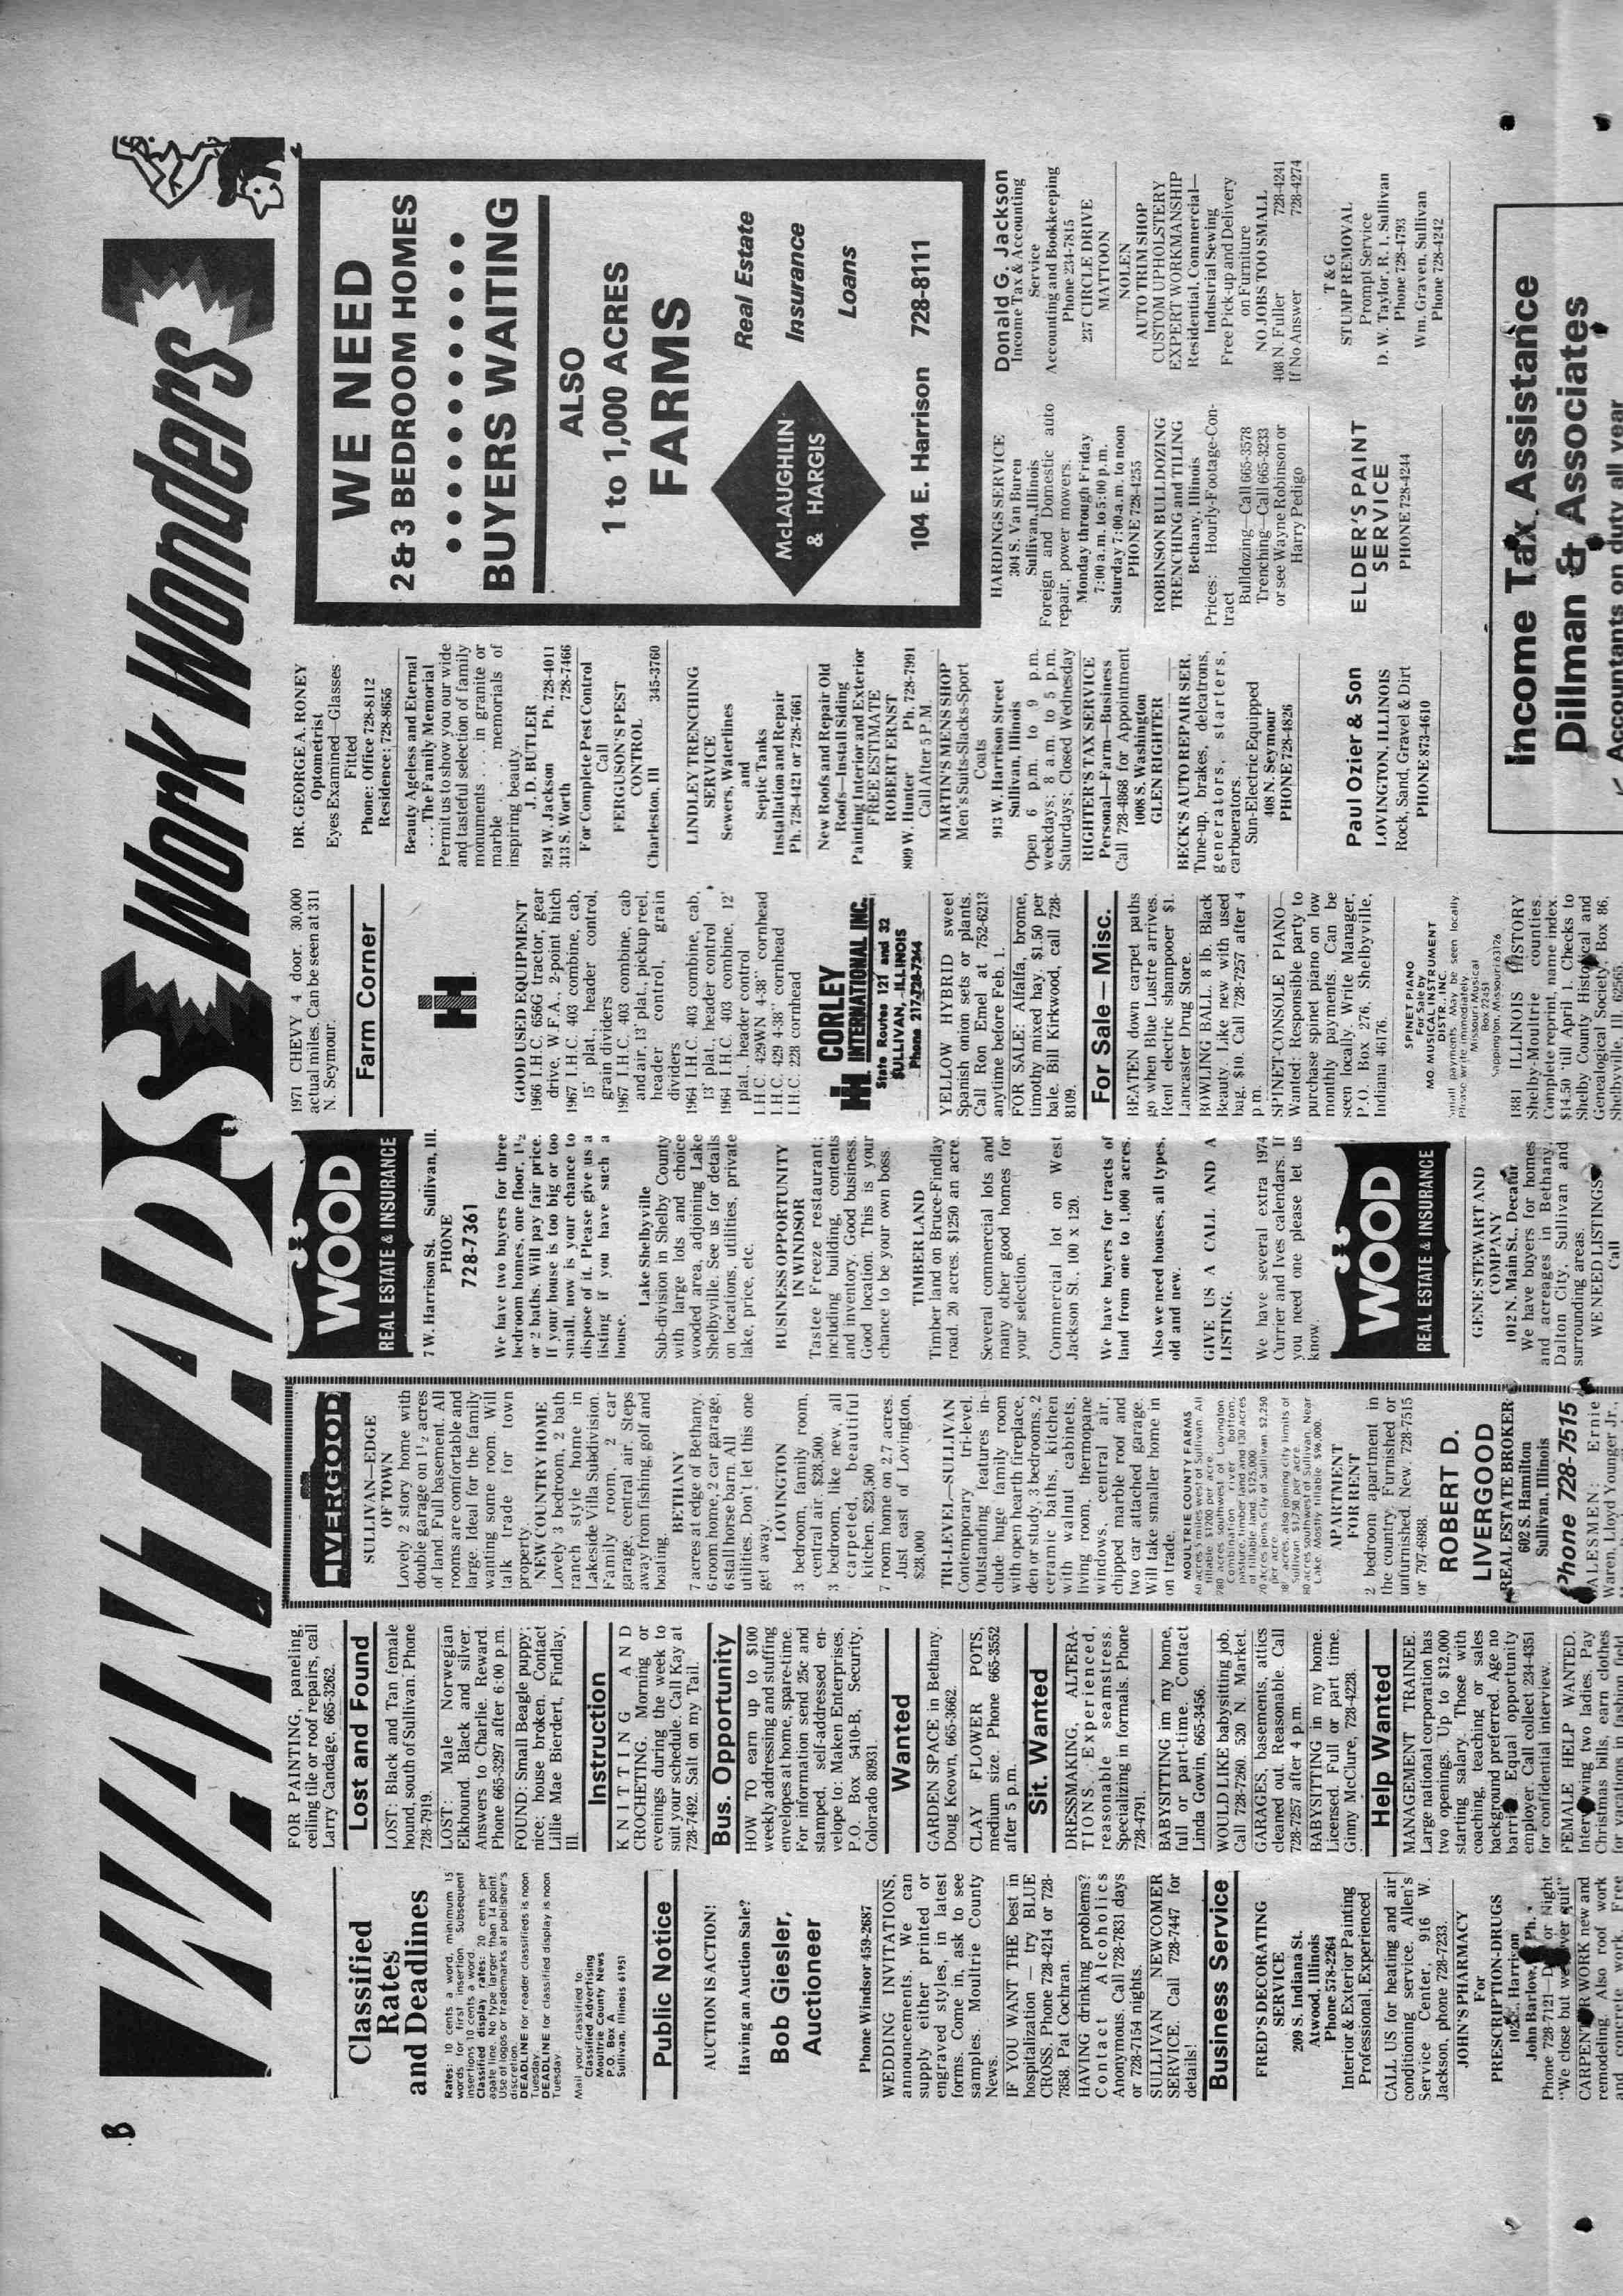 B
WANT ADS Work Wonders
Classified
Rates
and Deadlines
Rates: 10 cents a word, minimum 15
words for first insertion. Subsequent
insertions 10 cents a word.
Classified display rates: 20 cents per
agate line. No Type larger than 14 point.
Use of logos or trademarks at publisher's
discretion.
DEADLINE for reader classifieds is noon
Tuesday.
DEADLINE for classified display is noon
Tuesday
Mail your classified to:
Classified Advertising
Moultrie County News
P.O. Box A
Sullivan, Illinois 61951
Public Notice
AUCTION IS ACTION!
Having an Auction Sale?
Bob Giesler,
Auctioneer
Phone Windsor 459-2687
WEDDING INVITATIONS,
announcements. We can
supply either printed or
engraved styles, in latest
forms. Come in, ask to see
samples. Moultrie County
News.
IF YOU WANT THE best in
hospitalization — try BLUE
CROSS. Phone 728-4214 or 728-
7858. Pat Cochran.
HAVING drinking problems?
Contact Alcoholics
Anonymous. Call 728-7831 days
or 728-7154 nights.
SULLIVAN NEWCOMER
SERVICE. Call 728-7447 for
details!
Business Service
FRED'S DECORATING
SERVICE
209 S. Indiana St.
Atwood, Illinois
Phone 578-2264
Interior & Exterior Painting
Professional, Experienced
CALL US for heating and air
conditioning service. Allen's
Service Center, 916 W.
Jackson, phone 728-7233.
JOHN'S PHARMACY
For
PRESCRIPTION-DRUGS
102 E. Harrison
John Barlow, R. Ph.
Phone 728-7121—Day or Night
"We close but we never quit"
CARPENTER WORK new and
remodeling. Also roof work
and concrete work. Free
FOR PAINTING, paneling,
ceiling tile or roof repairs, call
Larry Candage, 665-3262.
Lost and Found
LOST: Black and Tan female
hound, south of Sullivan. Phone
728-7919.
LOST: Male Norwegian
Elkhound. Black and silver.
Answers to Charlie. Reward.
Phone 665-3297 after 6:00 p.m.
FOUND: Small Beagle puppy;
nice; house broken. Contact
Lillie Mae Bierdert, Findlay,
Ill.
Instruction
KNITTING AND
CROCHETING. Morning or
evenings during the week to
suit your schedule. Call Kay at
728-7492. Salt on my Tail.
Bus. Opportunity
HOW TO earn up to $100
weekly addressing and stuffing
envelopes at home, spare-time.
For information send 25c and
stamped, self-addressed en-
velope to: Maken Enterprises,
P.O. Box 5410-B, Security,
Colorado 80931.
Wanted
GARDEN SPACE in Bethany.
Doug Keown, 665-3662.
CLAY FLOWER POTS,
medium size. Phone 665-3552
after 5 p.m.
Sit. Wanted
DRESSMAKING, ALTERA-
TIONS. Experienced,
reasonable seamstress.
Specializing in formals. Phone
728-4791.
BABYSITTING im my home,
full or part-time. Contact
Linda Gowin, 665-3456.
WOULD LIKE babysitting job.
Call 728-7260. 520 N. Market.
GARAGES, basements, attics
cleaned out. Reasonable. Call
728-7257 after 4 p.m.
BABYSITTING in my home.
Licensed. Full or part time.
Ginny McClure, 728-4228.
Help Wanted
MANAGEMENT TRAINEE.
Large national corporation has
two openings. Up to $12,000
starting salary. Those with
coaching, teaching or sales
background preferred. Age no
barrier. Equal opportunity
employer. Call collect 234-4351
for confidential interview.
FEMALE HELP WANTED.
Interviewing two ladies. Pay
Christmas bills, earn clothes
for vacations in fashion field
LIVERGOOD
SULLIVAN—EDGE
OF TOWN
Lovely 2 story home with
double garage on 1½ acres
of land. Full basement. All
rooms are comfortable and
large. Ideal for the family
wanting some room. Will
talk trade for town
property.
NEW COUNTRY HOME
Lovely 3 bedroom, 2 bath
ranch style home in
Lakeside Villa Subdivision.
Family room, 2 car
garage, central air. Steps
away from fishing, golf and
boating.
BETHANY
7 acres at edge of Bethany.
6 room home, 2 car garage,
6 stall horse barn. All
utilities. Don't let this one
get away.
LOVINGTON
3 bedroom, family room,
central air. $28,500.
3 bedroom, like new, all
carpeted, beautiful
kitchen. $23,500
7 room home on 2.7 acres.
Just east of Lovington,
$28,000
TRI-LEVEL—SULLIVAN
Contemporary tri-level.
Oustanding features in-
clude huge family room
with open hearth fireplace,
den or study, 3 bedrooms, 2
ceramic baths, kitchen
with walnut cabinets,
living room, thermopane
windows, central air,
chipped marble roof and
two car attached garage.
Will take smaller home in
on trade.
MOULTRIE COUNTY FARMS
60 acres 5 miles west of Sullivan. All
tillable. $1200 per acre.
280 acres southwest of Lovington.
Combination river bottom,
pasture, timber land and 130 acres
of tillable land. $125,000
70 acres joins City of Sullivan. $2,250
per acre.
18 acres, also joining city limits of
Sullivan. $1,750 per acre.
80 acres southwest of Sullivan. Near
Lake. Mostly tillable. $96,000.
APARTMENT
FOR RENT
2 bedroom apartment in
the country. Furnished or
unfurnished. New. 728-7515
or 797-6988.
ROBERT D.
LIVERGOOD
REAL ESTATE BROKER
602 S. Hamilton
Sullivan, Illinois
Phone 728-7515
SALESMEN: Ernie
Waren, Lloyd Younger Jr.,
WOOD
REAL ESTATE & INSURANCE
7 W. Harrison St. Sullivan, Ill.
PHONE
728-7361
We have two buyers for three
bedroom homes, one floor, 1½
or 2 baths. Will pay fair price.
If your house is too big or too
small, now is your chance to
dispose of it. Please give us a
listing if you have such a
house.
Lake Shelbyville
Sub-division in Shelby County
with large lots and choice
wooded area, adjoining Lake
Shelbyville. See us for details
on locations, utilities, private
lake, price, etc.
BUSINESS OPPORTUNITY
IN WINDSOR
Tastee Freeze restaurant;
including building, contents
and inventory. Good business.
Good location. This is your
chance to be your own boss.
TIMBER LAND
Timber land on Bruce-Findlay
road. 20 acres. $1250 an acre.
Several commercial lots and
many other good homes for
your selection.
Commercial lot on West
Jackson St., 100 x 120.
We have buyers for tracts of
land from one to 1,000 acres.
Also we need houses, all types,
old and new.
GIVE US A CALL AND A
LISTING.
We have several extra 1974
Currier and Ives calendars. If
you need one please let us
know.
WOOD
REAL ESTATE & INSURANCE
GENE STEWART AND
COMPANY
1012 N. Main St., Decatur
We have buyers for homes
and acreages in Bethany,
Dalton City, Sullivan and
surrounding areas.
WE NEED LISTINGS
Call
1971 CHEVY 4 door. 30,000
actual miles. Can be seen at 311
N. Seymour.
Farm Corner
IH
GOOD USED EQUIPMENT
1966 I.H.C. 656G tractor, gear
drive, W.F.A., 2-point hitch
1967 I.H.C. 403 combine, cab,
15' plat., header control,
grain dividers
1967 I.H.C. 403 combine, cab
and air, 13' plat., pickup reel,
header control, grain
dividers
1964 I.H.C. 403 combine, cab,
13' plat., header control
1964 I.H.C. 403 combine, 12'
plat., header control
I.H.C. 429WN 4-38" cornhead
I.H.C. 429 4-38" cornhead
I.H.C. 228 cornhead
IH CORLEY
INTERNATIONAL INC.
State Routes 121 and 32
SULLIVAN, ILLINOIS
Phone 217-728-7344
YELLOW HYBRID sweet
Spanish onion sets or plants.
Call Ron Emel at 752-6213
anytime before Feb. 1.
FOR SALE: Alfalfa, brome,
timothy mixed hay. $1.50 per
bale. Bill Kirkwood, call 728-
8109.
For Sale — Misc.
BEATEN down carpet paths
go when Blue Lustre arrives.
Rent electric shampooer $1.
Lancaster Drug Store.
BOWLING BALL. 8 lb. Black
Beauty. Like new with used
bag. $10. Call 728-7257 after 4
p.m.
SPINET-CONSOLE PIANO—
Wanted: Responsible party to
purchase spinet piano on low
monthly payments. Can be
seen locally. Write Manager,
P.O. Box 276, Shelbyville,
Indiana 46176.
SPINET PIANO
For Sale by
MO. MUSICAL INSTRUMENT
DISTR., INC.
Small payments. May be seen locally.
Please write immediately.
Missouri Musical
Box 2250
Sappington, Missouri 63126
1881 ILLINOIS HISTORY
Shelby-Moultrie counties.
Complete reprint, name index.
$14.50 'till April 1. Checks to
Shelby County Historical and
Genealogical Society, Box 86,
Shelbyville, Ill. 62565.
DR. GEORGE A. RONEY
Optometrist
Eyes Examined—Glasses
Fitted
Phone: Office 728-8112
Residence: 728-8655
Beauty Ageless and Eternal
. . . The Family Memorial
Permit us to show you our wide
and tasteful selection of family
monuments . . . in granite or
marble . . . memorials of
inspiring beauty.
J. D. BUTLER
924 W. Jackson Ph. 728-4011
313 S. Worth 728-7466
For Complete Pest Control
Call
FERGUSON'S PEST
CONTROL
Charleston, Ill 345-3760
LINDLEY TRENCHING
SERVICE
Sewers, Waterlines
and
Septic Tanks
Installation and Repair
Ph. 728-4421 or 728-7661
New Roofs and Repair Old
Roofs—Install Siding
Painting Interior and Exterior
FREE ESTIMATE
ROBERT ERNST
809 W. Hunter Ph. 728-7991
Call After 5 P.M.
MARTIN'S MENS SHOP
Men's Suits-Slacks-Sport
Coats
913 W. Harrison Street
Sullivan, Illinois
Open 6 p.m. to 9 p.m.
weekdays; 8 a.m. to 5 p.m.
Saturdays; Closed Wednesday
RIGHTER'S TAX SERVICE
Personal—Farm—Business
Call 728-4868 for Appointment
1008 S. Washington
GLEN RIGHTER
BECK'S AUTO REPAIR SER.
Tune-up, brakes, delcatrons,
generators, starters,
carbuerators.
Sun-Electric Equipped
408 N. Seymour
PHONE 728-4826
Paul Ozier & Son
LOVINGTON, ILLINOIS
Rock, Sand, Gravel & Dirt
PHONE 873-4610
WE NEED
2 & 3 BEDROOM HOMES
BUYERS WAITING
ALSO
1 to 1,000 ACRES
FARMS
McLAUGHLIN
& HARGIS
Real Estate
Insurance
Loans
104 E. Harrison 728-8111
HARDINGS SERVICE
304 S. Van Buren
Sullivan, Illinois
Foreign and Domestic auto
repair, power mowers.
Monday through Friday
7:00 a.m. to 5:00 p.m.
Saturday 7:00 a.m. to noon
PHONE 728-4255
ROBINSON BULLDOZING
TRENCHING and TILING
Bethany, Illinois
Prices: Hourly-Footage-Con-
tract
Bulldozing—Call 665-3578
Trenching—Call 665-3233
or see Wayne Robinson or
Harry Pedigo
ELDER'S PAINT
SERVICE
PHONE 728-4244
Donald G. Jackson
Income Tax & Accounting
Service
Accounting and Bookkeeping
Phone 234-7815
237 CIRCLE DRIVE
MATTOON
NOLEN
AUTO TRIM SHOP
CUSTOM UPHOLSTERY
EXPERT WORKMANSHIP
Residential, Commercial—
Industrial Sewing
Free Pick-up and Delivery
on Furniture
NO JOBS TOO SMALL
408 N. Fuller 728-4241
If No Answer 728-4274
T & G
STUMP REMOVAL
Prompt Service
D. W. Taylor, R. 1, Sullivan
Phone 728-4793
Wm. Graven, Sullivan
Phone 728-4242
Income Tax Assistance
Dillman & Associates
Accountants on duty all year